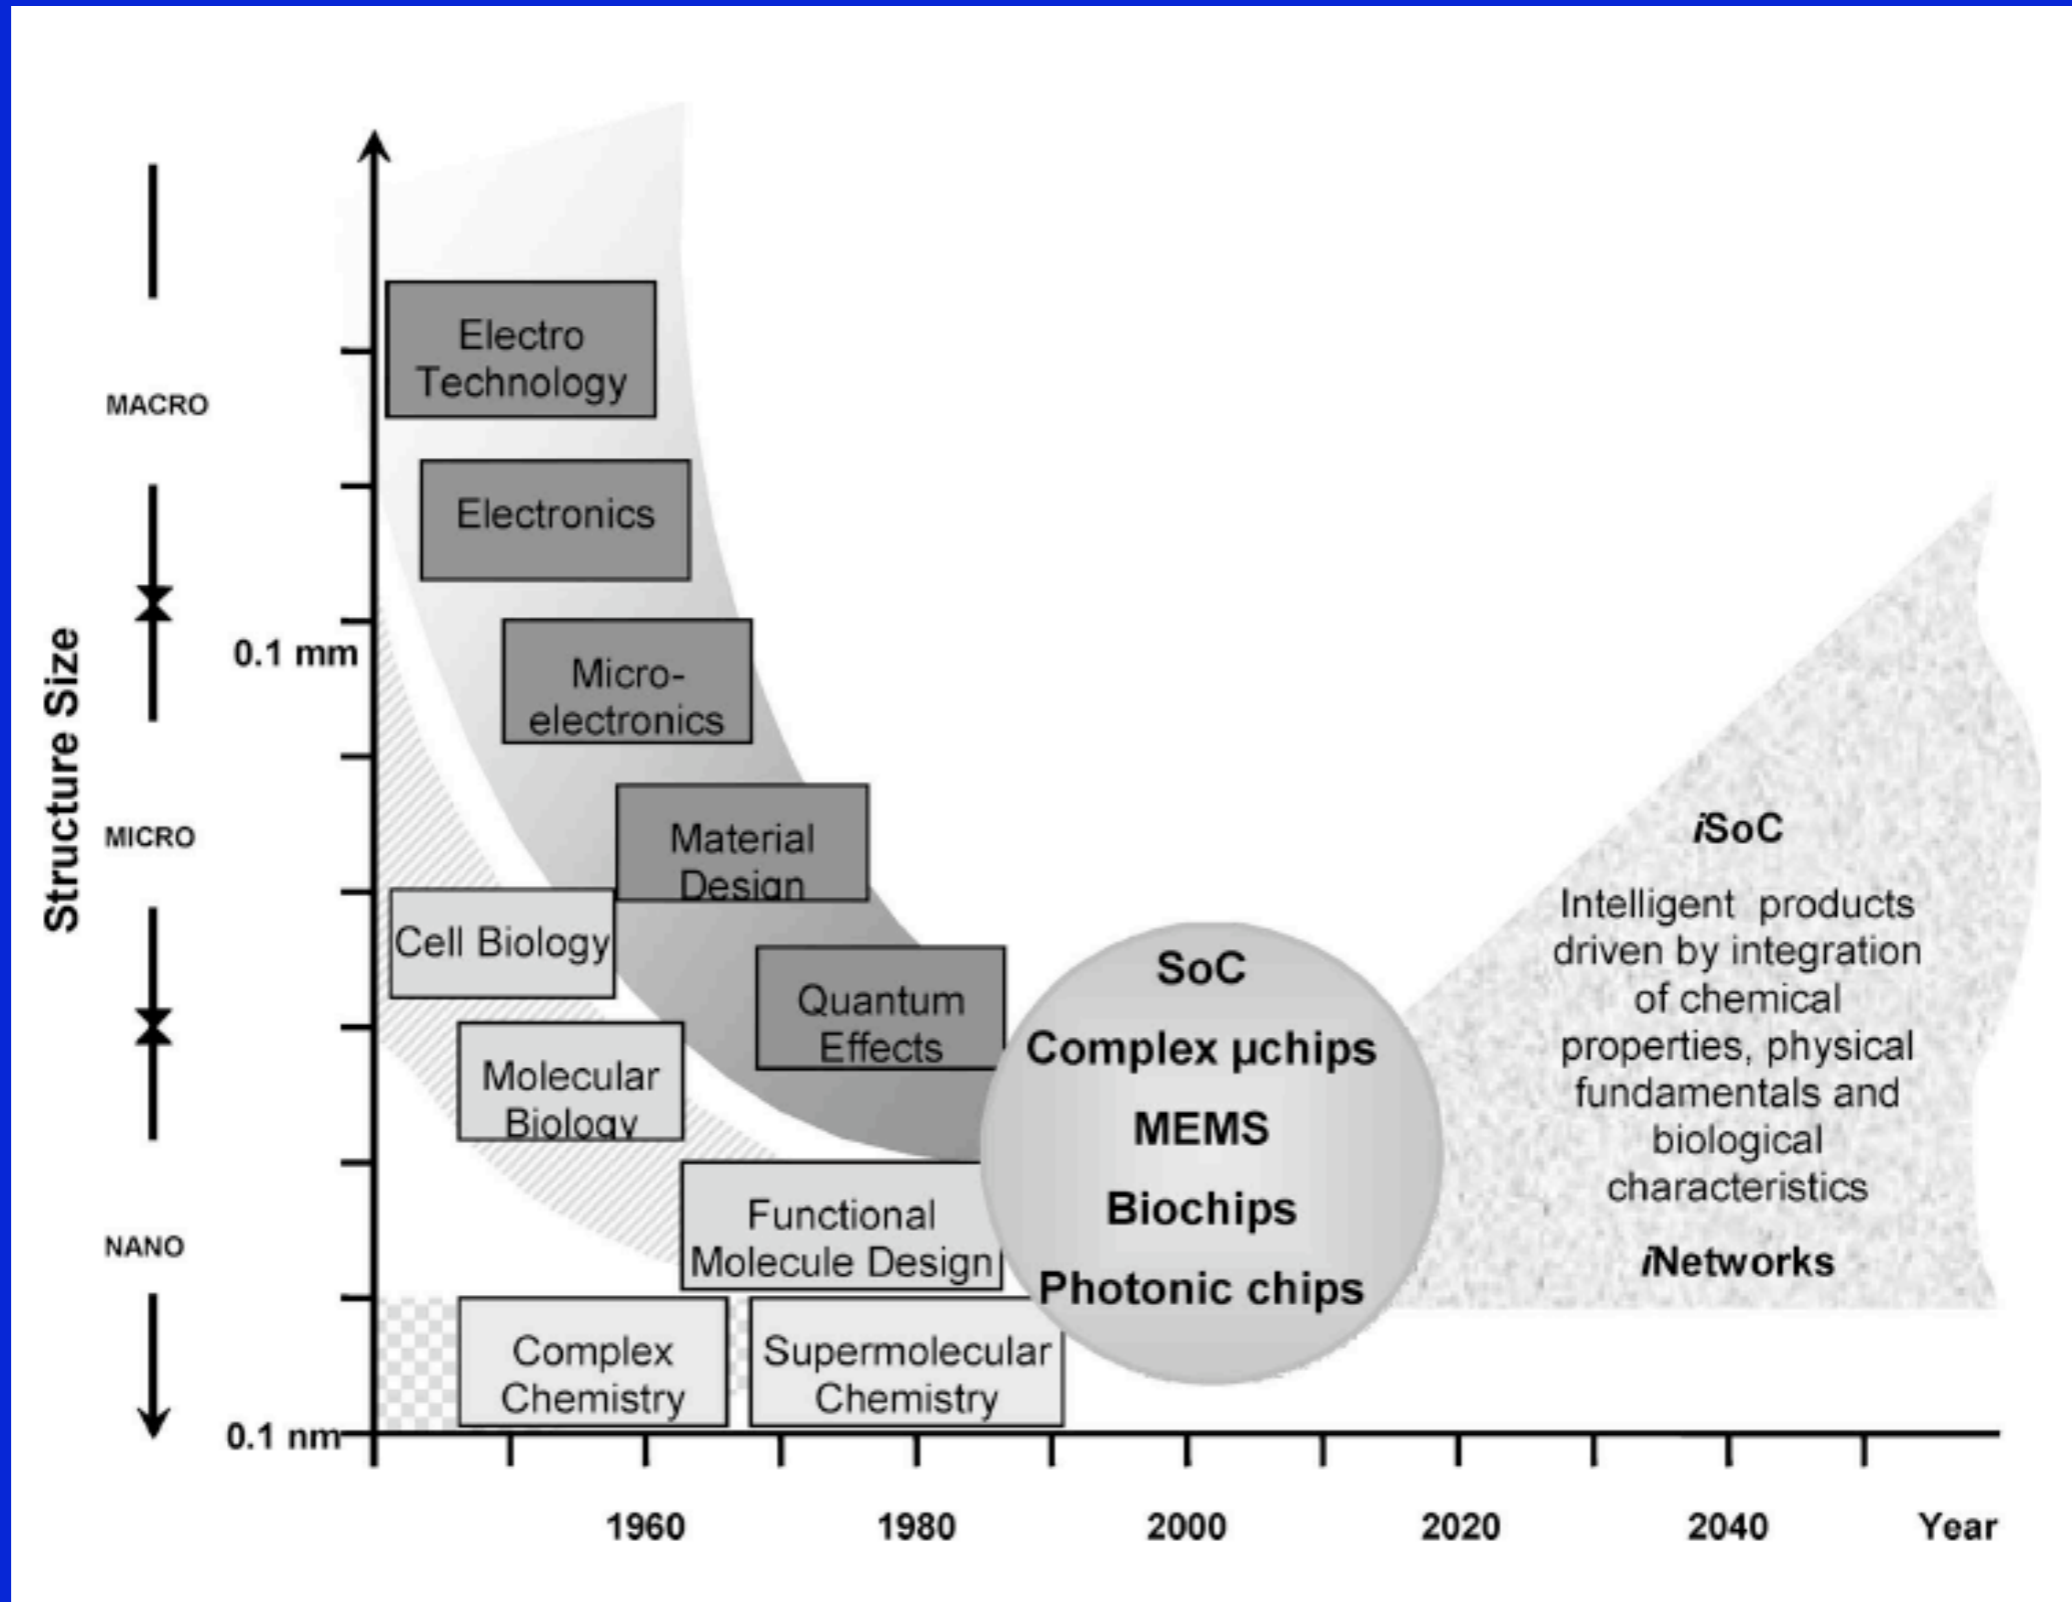 Structure Size
MACRO
MICRO
NANO
0.1 mm
0.1 nm
Electro
Technology
Electronics
Micro-
electronics
Material
Design
Cell Biology
Quantum
Effects
Molecular
Biology
Functional
Molecule Design
Complex
Chemistry
Supermolecular
Chemistry
SoC
Complex µchips
MEMS
Biochips
Photonic chips
iSoC
Intelligent products
driven by integration
of chemical
properties, physical
fundamentals and
biological
characteristics
iNetworks
1960
1980
2000
2020
2040
Year